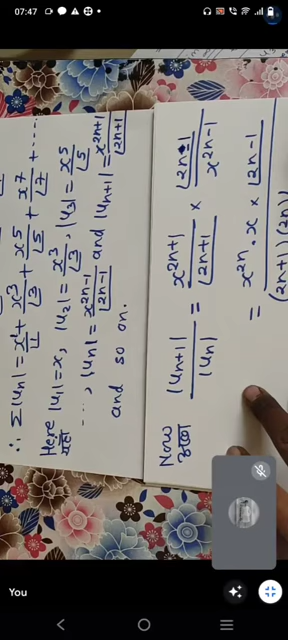 07:47
∴ Σ|uₙ| = x¹/1 + x³/⌊3 + x⁵/⌊5 + x⁷/⌊7 + ....
Here |u₁| = x, |u₂| = x³/⌊3, |u₃| = x⁵/⌊5
यहाँ
...., |uₙ| = x²ⁿ⁻¹/⌊2n-1 and |uₙ₊₁| = x²ⁿ⁺¹/⌊2n+1
and so on.
Now |uₙ₊₁|/|uₙ| = x²ⁿ⁺¹/⌊2n+1 × ⌊2n-1/x²ⁿ⁻¹
= x²ⁿ · x × ⌊2n-1
(2n+1)(2n)
You